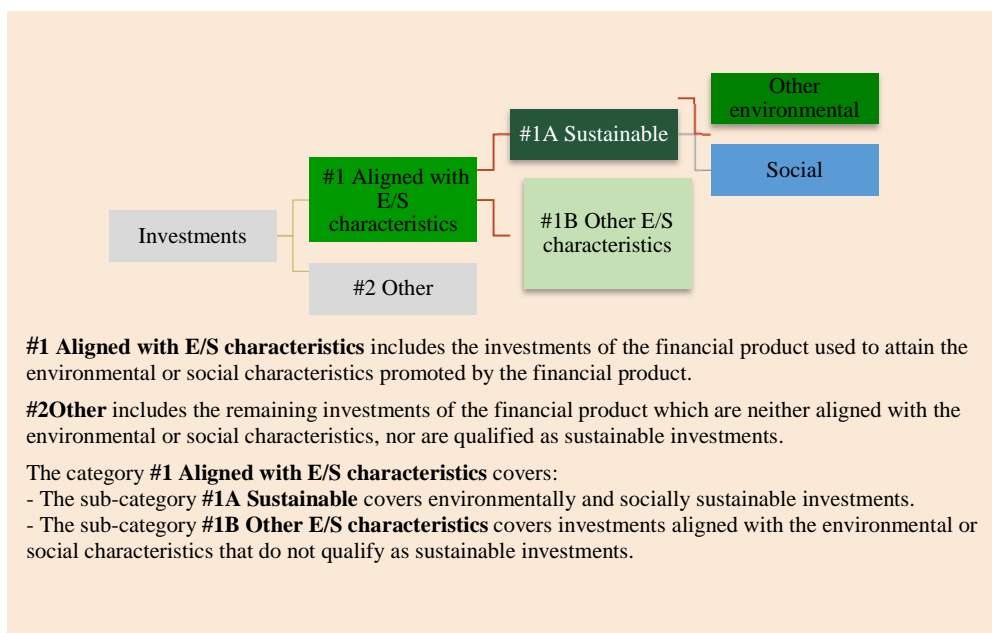 Other
environmental
#1A Sustainable
Social
#1 Aligned with
E/S
characteristics
#1B Other E/S
characteristics
Investments
#2 Other
#1 Aligned with E/S characteristics includes the investments of the financial product used to attain the
environmental or social characteristics promoted by the financial product.
#2Other includes the remaining investments of the financial product which are neither aligned with the
environmental or social characteristics, nor are qualified as sustainable investments.
The category #1 Aligned with E/S characteristics covers:
- The sub-category #1A Sustainable covers environmentally and socially sustainable investments.
- The sub-category #1B Other E/S characteristics covers investments aligned with the environmental or
social characteristics that do not qualify as sustainable investments.